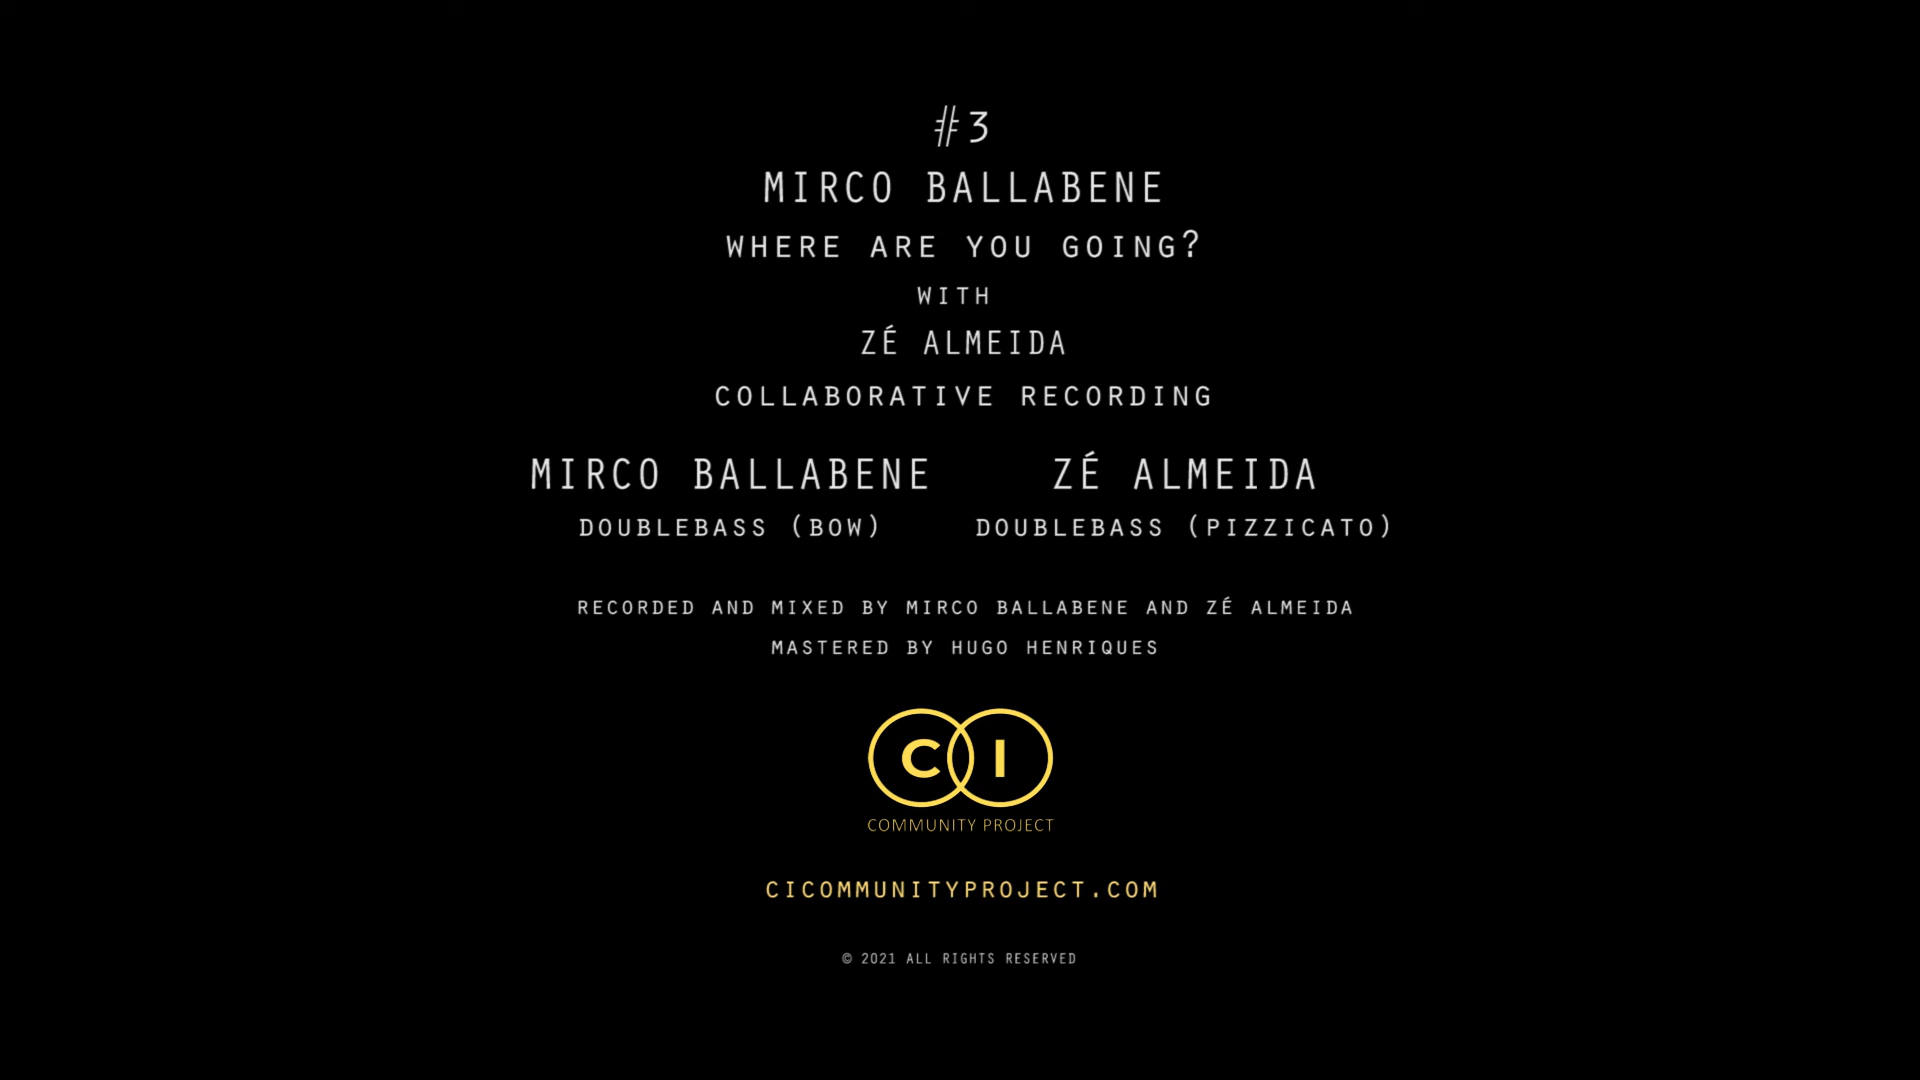 #3
MIRCO BALLABENE
WHERE ARE YOU GOING?
WITH
ZÉ ALMEIDA
COLLABORATIVE RECORDING
MIRCO BALLABENE ZÉ ALMEIDA
DOUBLEBASS (BOW) DOUBLEBASS (PIZZICATO)
RECORDED AND MIXED BY MIRCO BALLABENE AND ZÉ ALMEIDA
MASTERED BY HUGO HENRIQUES
C I
COMMUNITY PROJECT
CICOMMUNITYPROJECT.COM
© 2021 ALL RIGHTS RESERVED